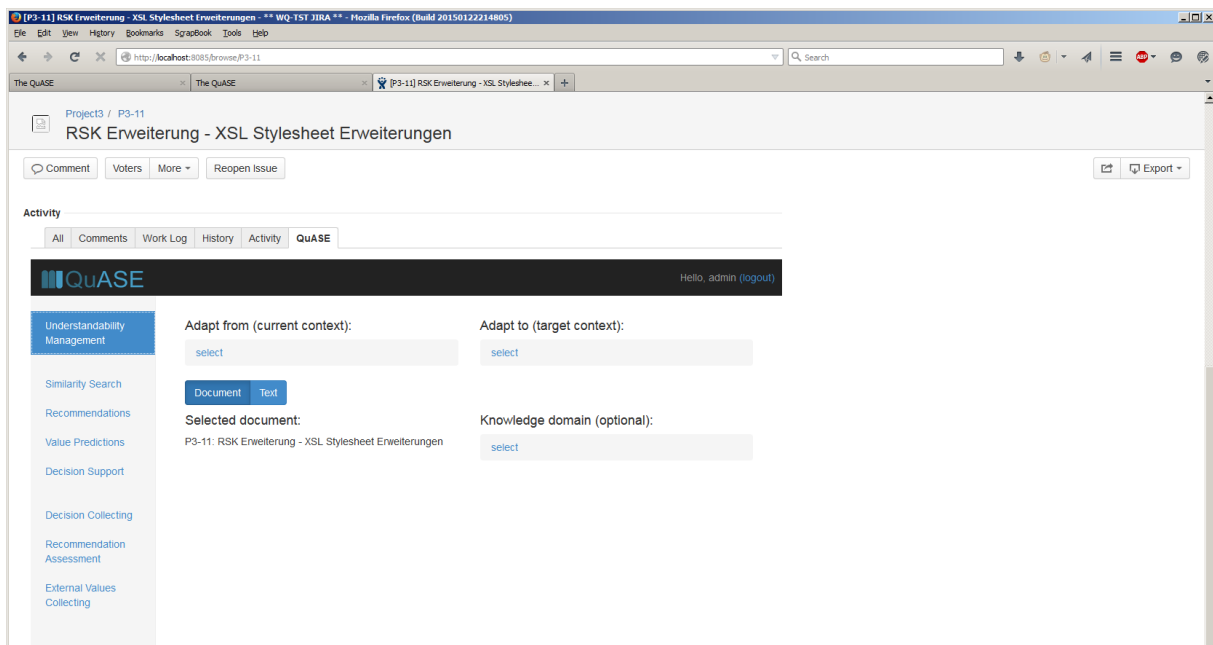 [P3-11] RSK Erweiterung - XSL Stylesheet Erweiterungen - ** WQ-TST JIRA ** - Mozilla Firefox (Build 20150122214805)
File Edit View History Bookmarks ScrapBook Tools Help
http://localhost:8085/browse/P3-11
Search
ABP
The QuASE
The QuASE
[P3-11] RSK Erweiterung - XSL Styleshee...
Project3 / P3-11
RSK Erweiterung - XSL Stylesheet Erweiterungen
Comment Voters More Reopen Issue Export
Activity
All Comments Work Log History Activity QuASE
QuASE Hello, admin (logout)
Understandability
Management
Similarity Search
Recommendations
Value Predictions
Decision Support
Decision Collecting
Recommendation
Assessment
External Values
Collecting
Adapt from (current context): Adapt to (target context):
select select
Document Text
Selected document: Knowledge domain (optional):
P3-11: RSK Erweiterung - XSL Stylesheet Erweiterungen
select